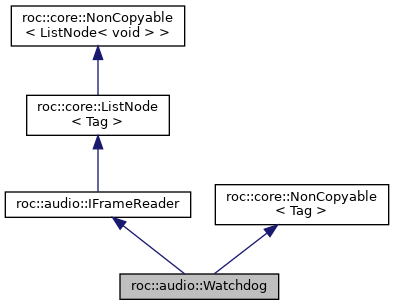 roc::core::NonCopyable
< ListNode< void > >
roc::core::ListNode
< Tag >
roc::audio::IFrameReader
roc::core::NonCopyable
< Tag >
roc::audio::Watchdog